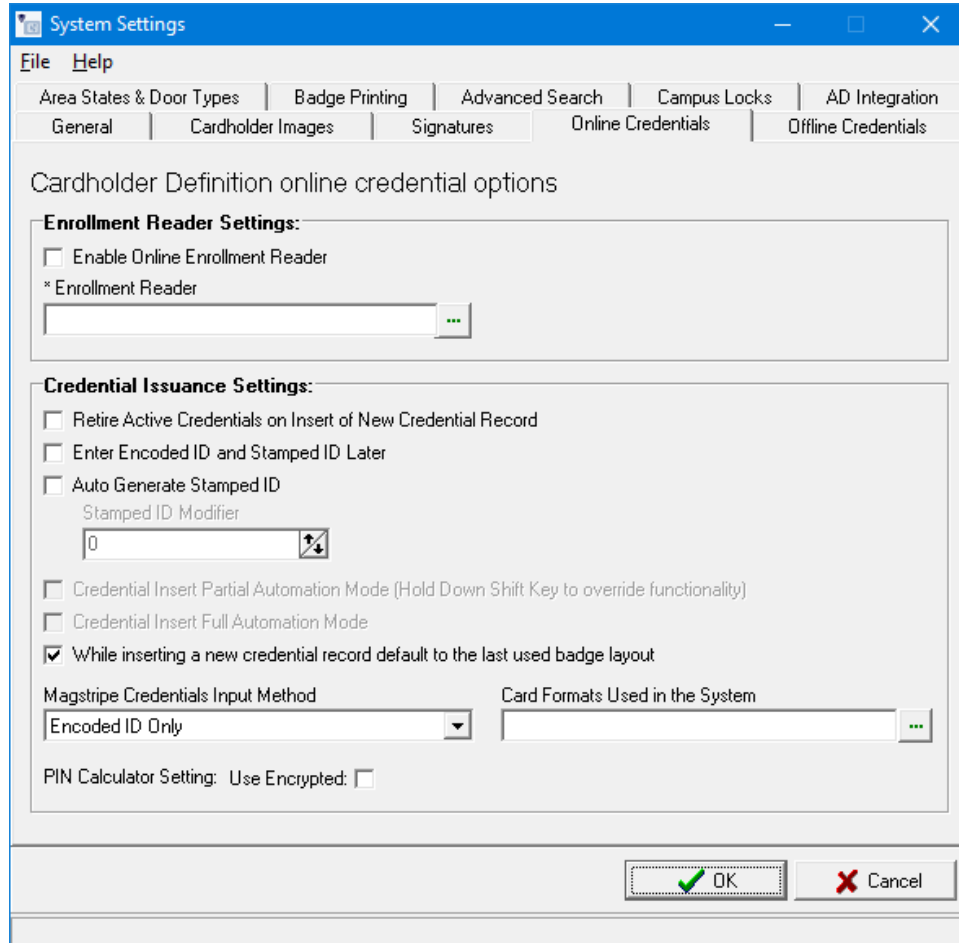 System Settings
File Help
Area States & Door Types Badge Printing Advanced Search Campus Locks AD Integration
General Cardholder Images Signatures Online Credentials Offline Credentials
Cardholder Definition online credential options
Enrollment Reader Settings:
Enable Online Enrollment Reader
* Enrollment Reader
...
Credential Issuance Settings:
Retire Active Credentials on Insert of New Credential Record
Enter Encoded ID and Stamped ID Later
Auto Generate Stamped ID
Stamped ID Modifier
0
Credential Insert Partial Automation Mode (Hold Down Shift Key to override functionality)
Credential Insert Full Automation Mode
While inserting a new credential record default to the last used badge layout
Magstripe Credentials Input Method Card Formats Used in the System
Encoded ID Only ...
PIN Calculator Setting: Use Encrypted:
OK Cancel